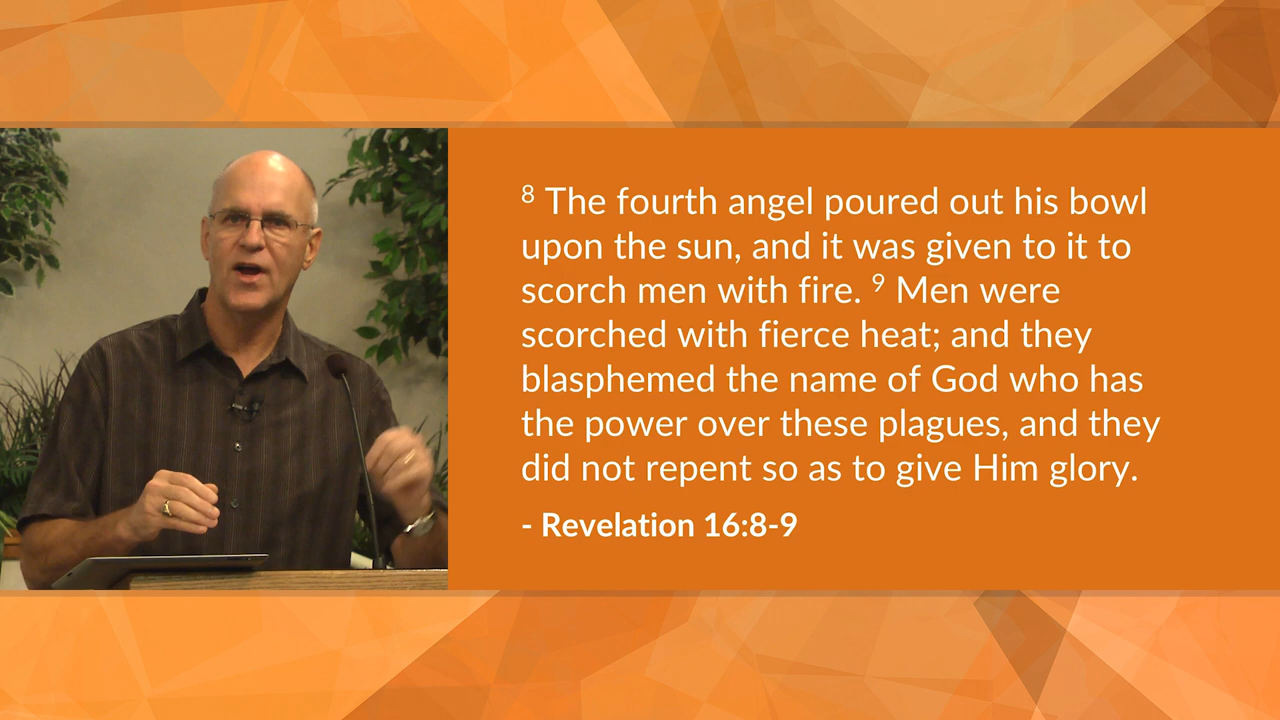 8 The fourth angel poured out his bowl
upon the sun, and it was given to it to
scorch men with fire. 9 Men were
scorched with fierce heat; and they
blasphemed the name of God who has
the power over these plagues, and they
did not repent so as to give Him glory.
- Revelation 16:8-9